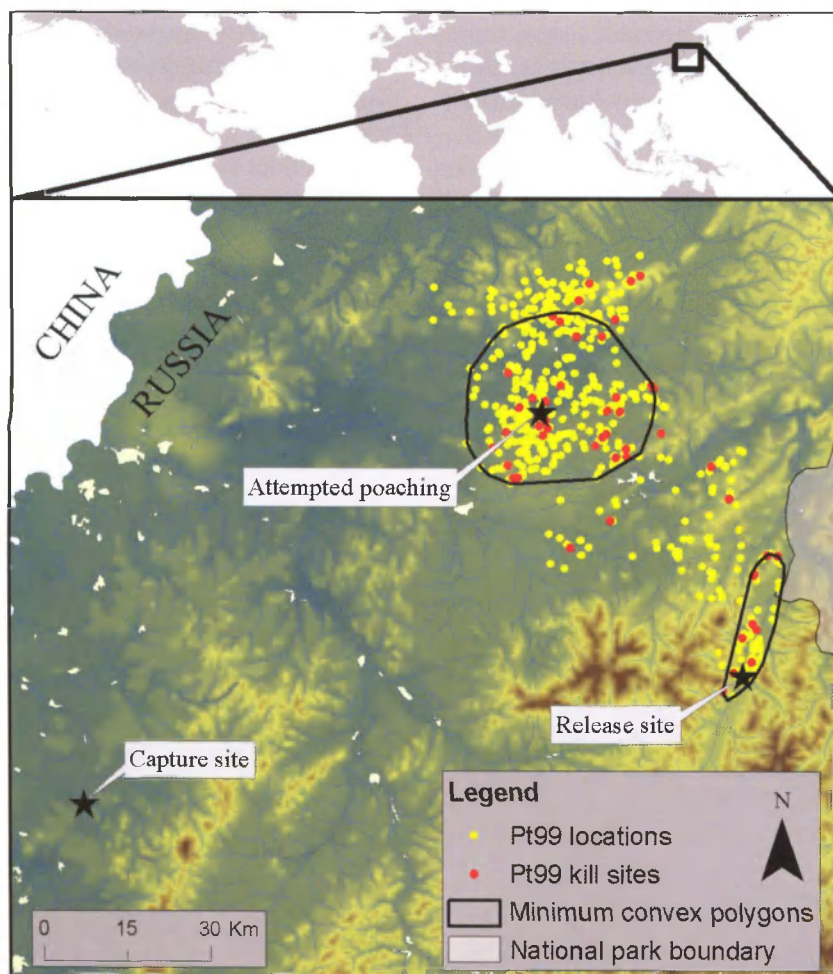 CHINA
RUSSIA
Attempted poaching
Release site
Capture site
Legend
N
Pt99 locations
Pt99 kill sites
Minimum convex polygons
National park boundary
0 15 30 Km